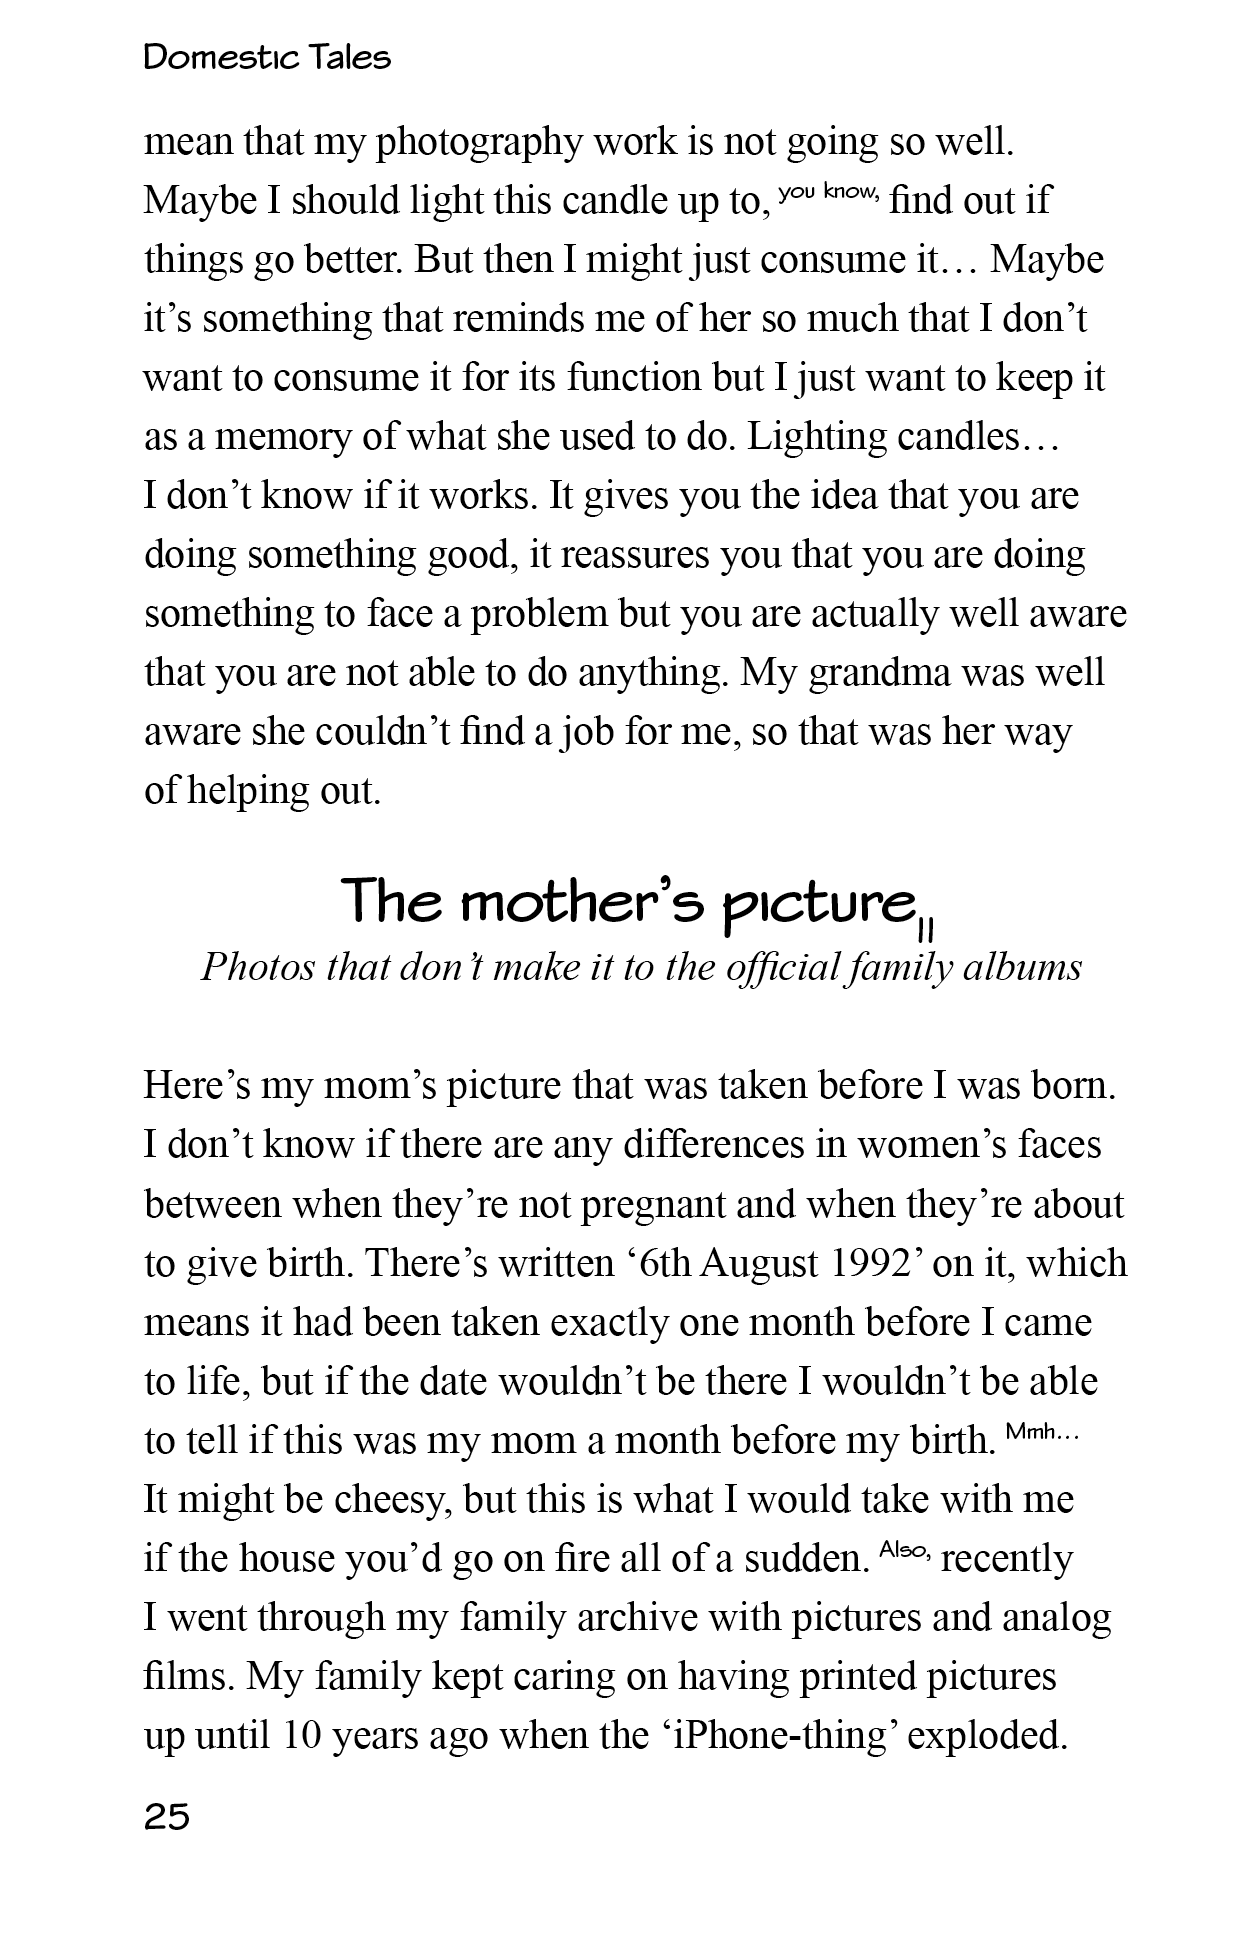 Domestic Tales
mean that my photography work is not going so well.
Maybe I should light this candle up to, you know, find out if
things go better. But then I might just consume it… Maybe
it’s something that reminds me of her so much that I don’t
want to consume it for its function but I just want to keep it
as a memory of what she used to do. Lighting candles…
I don’t know if it works. It gives you the idea that you are
doing something good, it reassures you that you are doing
something to face a problem but you are actually well aware
that you are not able to do anything. My grandma was well
aware she couldn’t find a job for me, so that was her way
of helping out.
The mother’s picture||
Photos that don’t make it to the official family albums
Here’s my mom’s picture that was taken before I was born.
I don’t know if there are any differences in women’s faces
between when they’re not pregnant and when they’re about
to give birth. There’s written ‘6th August 1992’ on it, which
means it had been taken exactly one month before I came
to life, but if the date wouldn’t be there I wouldn’t be able
to tell if this was my mom a month before my birth. Mmh…
It might be cheesy, but this is what I would take with me
if the house you’d go on fire all of a sudden. Also, recently
I went through my family archive with pictures and analog
films. My family kept caring on having printed pictures
up until 10 years ago when the ‘iPhone-thing’ exploded.
25